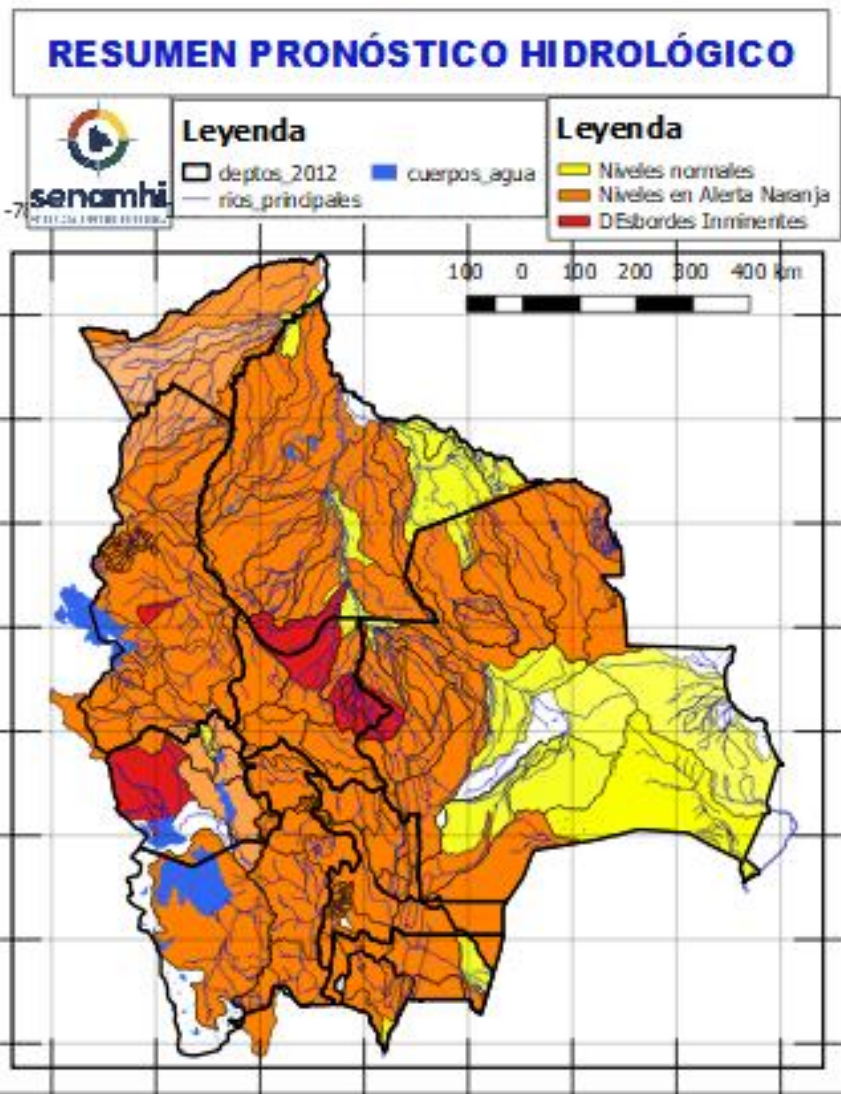 RESUMEN PRONÓSTICO HIDROLÓGICO
senamhi
Leyenda
deptos_2012
cuerpos_agua
rios_principales
Leyenda
Niveles normales
Niveles en Alerta Naranja
DEsbordes Inminentes
100 0 100 200 300 400 km